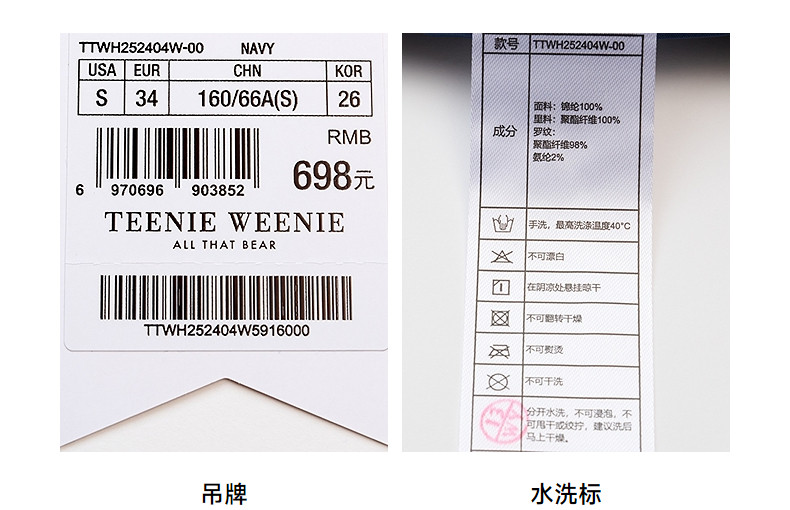 TTWH252404W-00 NAVY
USA EUR CHN KOR
S 34 160/66A(S) 26
RMB
698元
6 970696 903852
TEENIE WEENIE
ALL THAT BEAR
TTWH252404W5916000
吊牌
款号 TTWH252404W-00
成分
面料：锦纶100%
里料：聚酯纤维100%
罗纹：
聚酯纤维98%
氨纶2%
手洗，最高洗涤温度40°C
不可漂白
在阴凉处悬挂晾干
不可翻转干燥
不可熨烫
不可干洗
分开水洗，不可浸泡，不
可甩干或绞拧，建议洗后
马上干燥。
水洗标